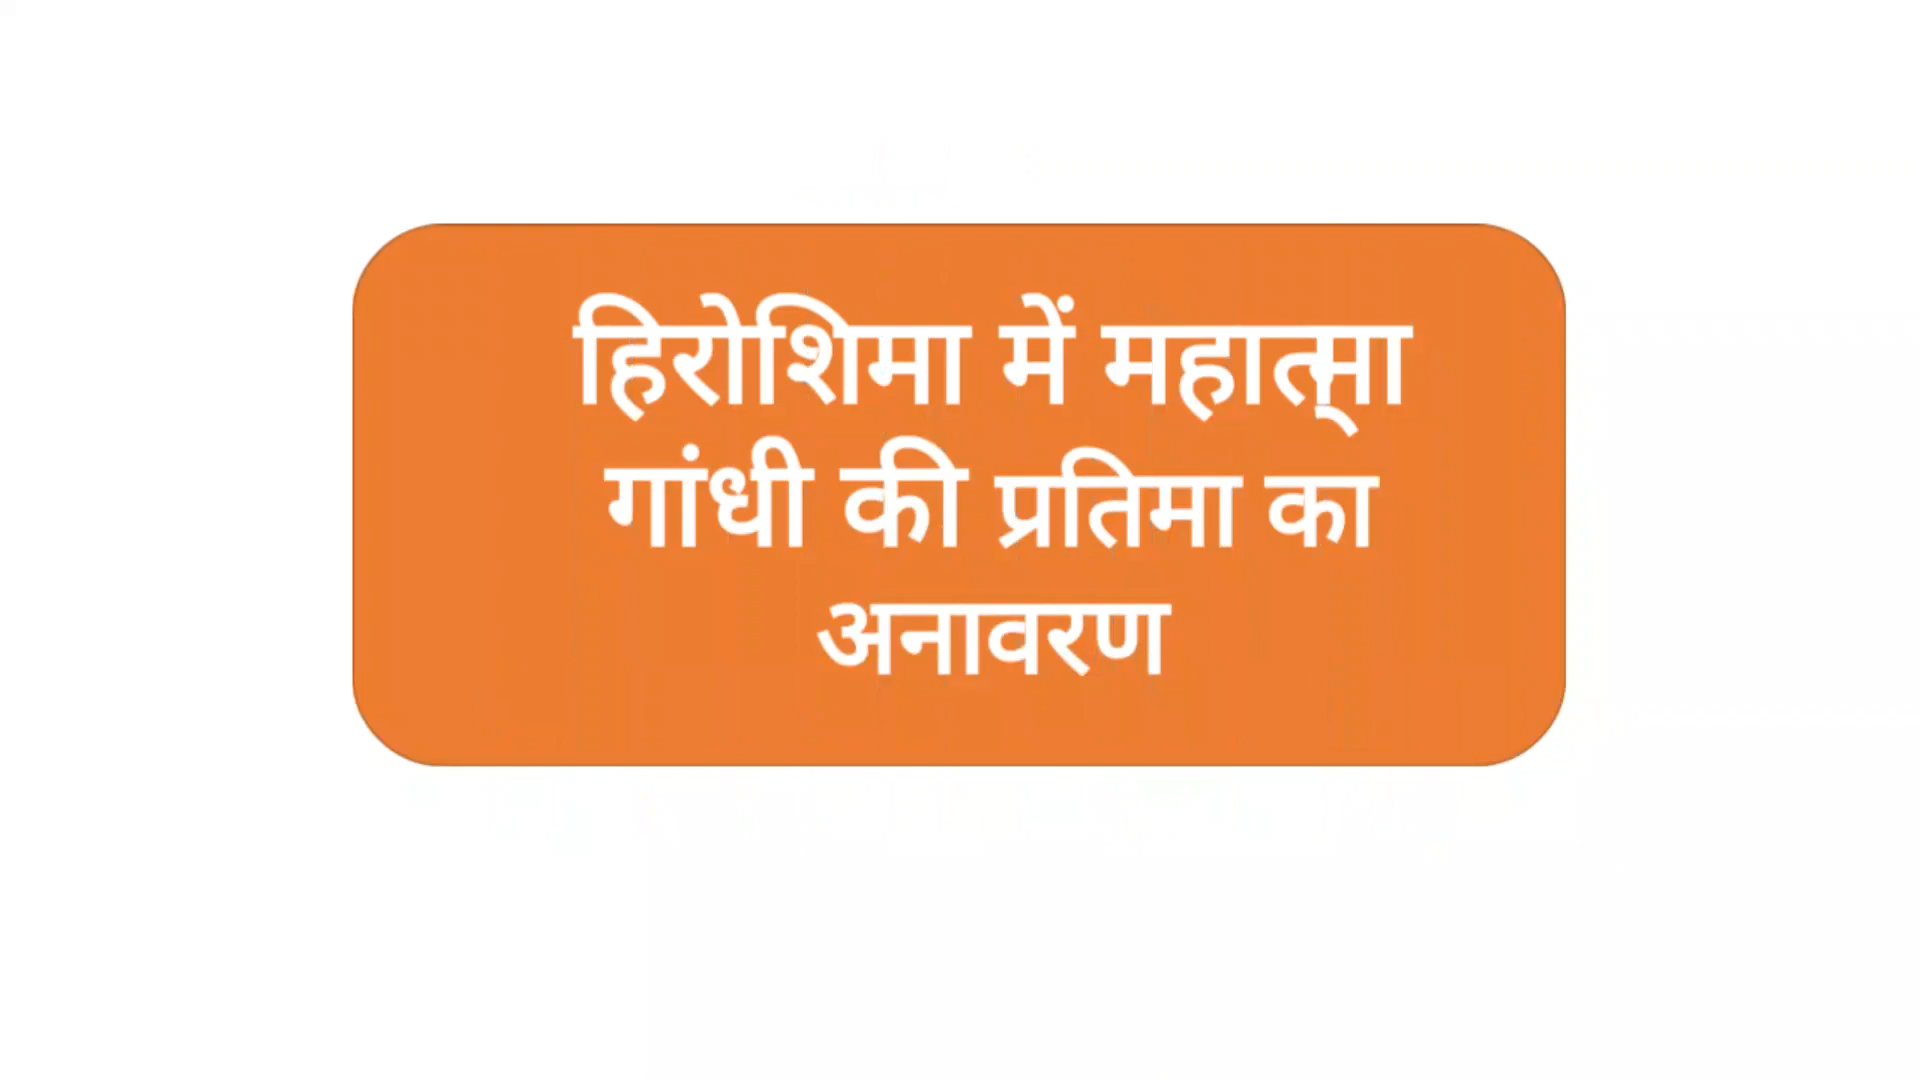 हिरोशिमा में महात्मा
गांधी की प्रतिमा का
अनावरण